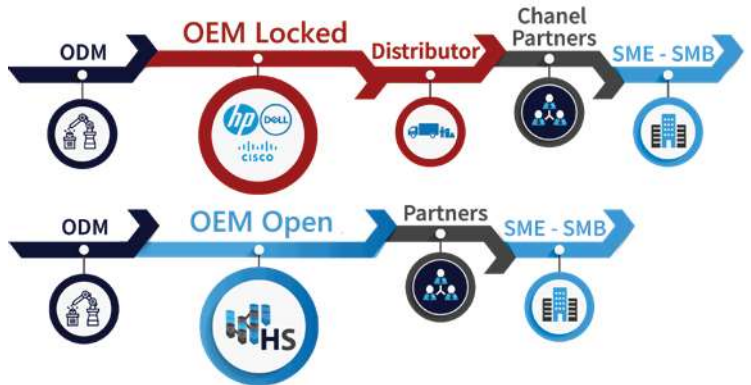 ODM
OEM Locked
Distributor
Chanel
Partners
SME - SMB
hp
DELL
CISCO
ODM
OEM Open
Partners
SME - SMB
HS